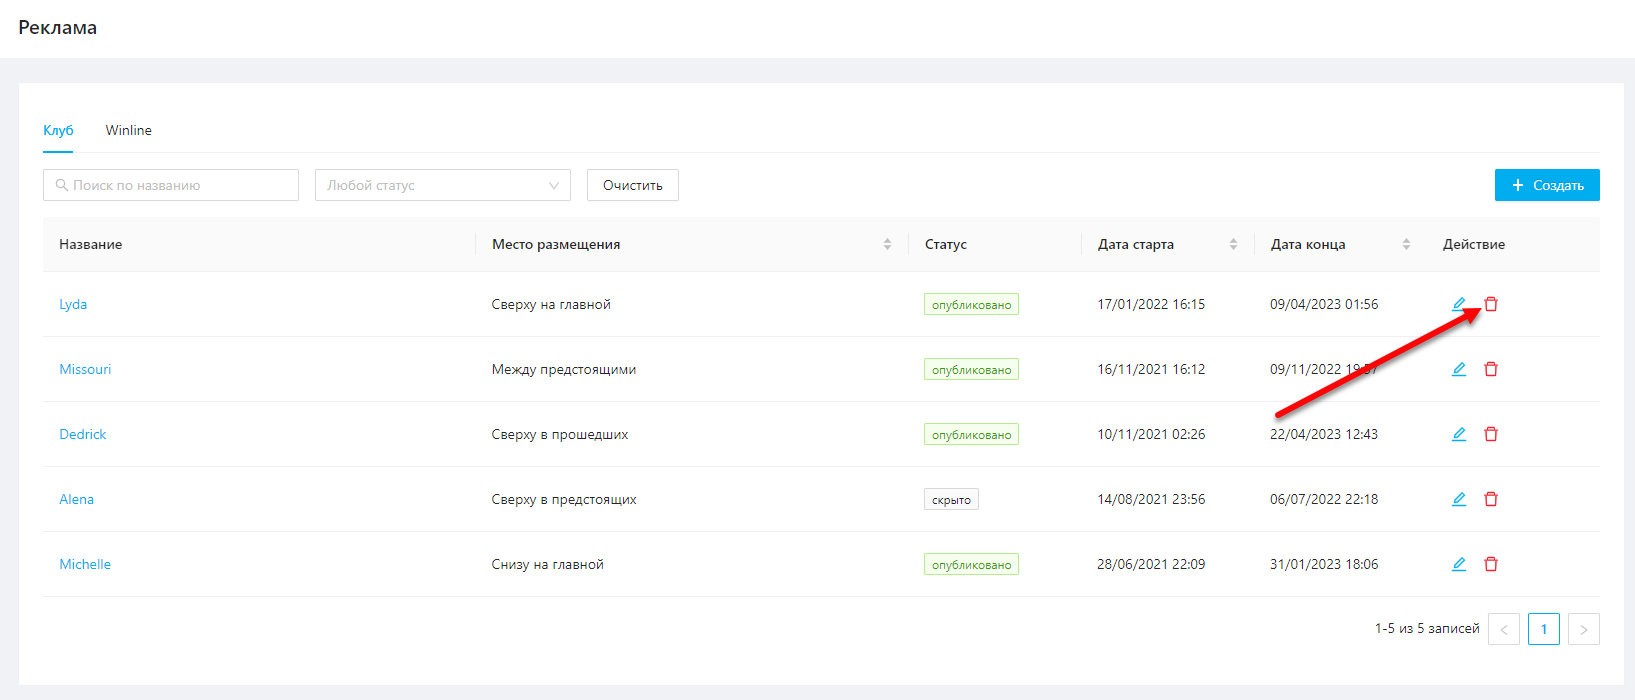 Реклама
Клуб Winline
Поиск по названию Любой статус Очистить + Создать
Название Место размещения Статус Дата старта Дата конца Действие
Lyda Сверху на главной опубликовано 17/01/2022 16:15 09/04/2023 01:56
Missouri Между предстоящими опубликовано 16/11/2021 16:12 09/11/2022
Dedrick Сверху в прошедших опубликовано 10/11/2021 02:26 22/04/2023 12:43
Alena Сверху в предстоящих скрыто 14/08/2021 23:56 06/07/2022 22:18
Michelle Снизу на главной опубликовано 28/06/2021 22:09 31/01/2023 18:06
1-5 из 5 записей < 1 >